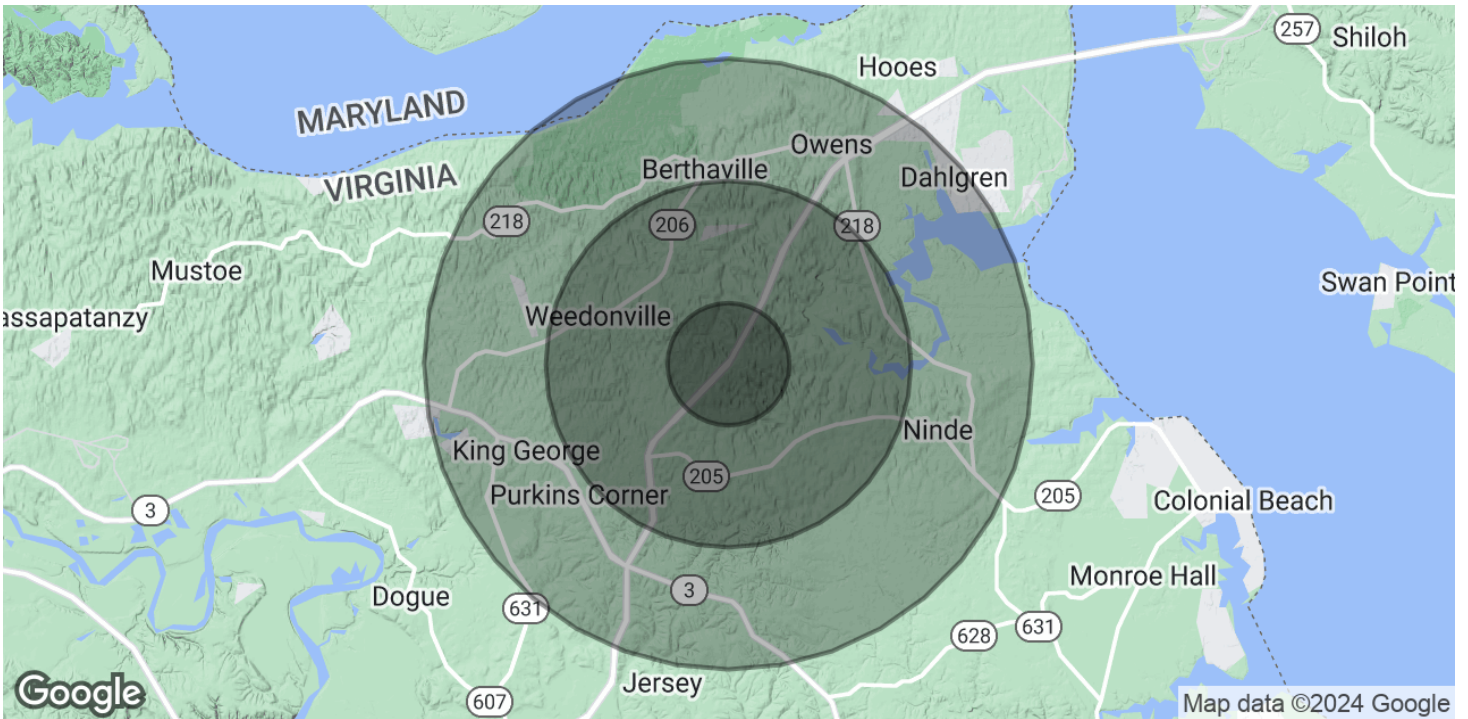 257
Shiloh
Hooes
MARYLAND
Owens
Berthaville
VIRGINIA
Dahlgren
218
206
218
Mustoe
Swan Point
assapatanzy
Weedonville
Ninde
King George
205
Purkins Corner
205
Colonial Beach
3
Monroe Hall
3
Dogue
631
628
631
Jersey
607
Google
Map data ©2024 Google